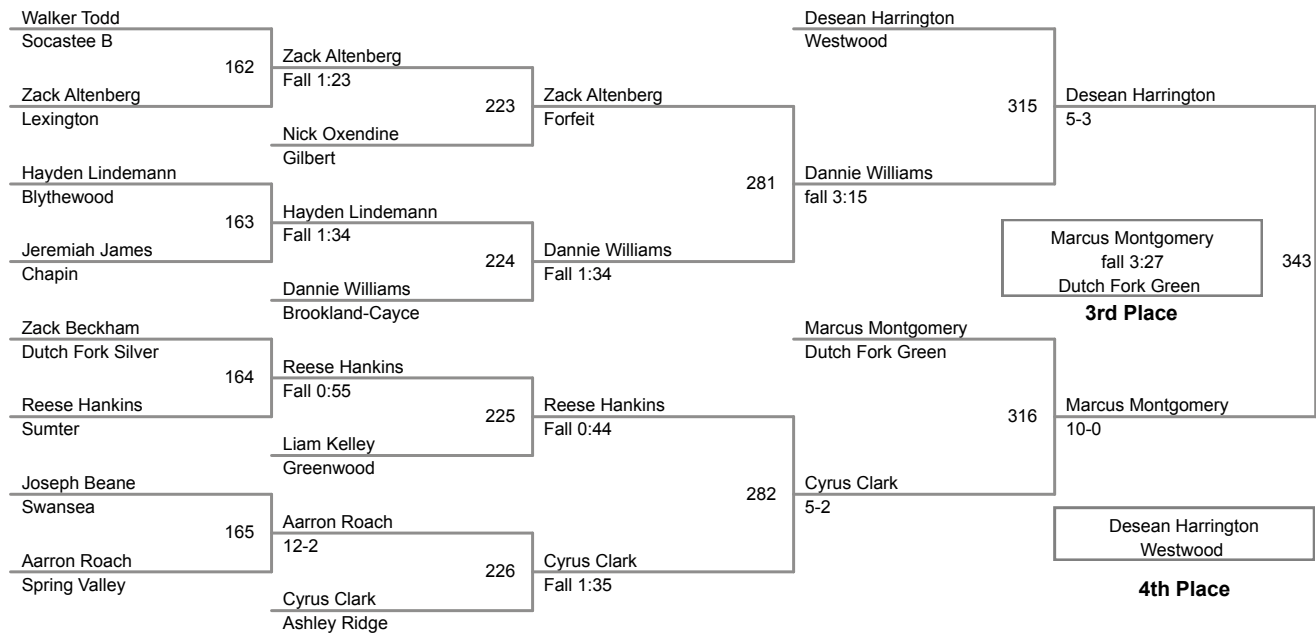 Walker Todd
Socastee B
162
Zack Altenberg
Lexington
Hayden Lindemann
Blythewood
163
Jeremiah James
Chapin
Zack Beckham
Dutch Fork Silver
164
Reese Hankins
Sumter
Joseph Beane
Swansea
165
Aarron Roach
Spring Valley
Zack Altenberg
Fall 1:23
223
Nick Oxendine
Gilbert
Hayden Lindemann
Fall 1:34
224
Dannie Williams
Brookland-Cayce
Reese Hankins
Fall 0:55
225
Liam Kelley
Greenwood
Aarron Roach
12-2
226
Cyrus Clark
Ashley Ridge
Zack Altenberg
Forfeit
281
Dannie Williams
Fall 1:34
Reese Hankins
Fall 0:44
282
Cyrus Clark
Fall 1:35
Desean Harrington
Westwood
315
Dannie Williams
fall 3:15
Marcus Montgomery
Dutch Fork Green
316
Cyrus Clark
5-2
Desean Harrington
5-3
Marcus Montgomery
fall 3:27
Dutch Fork Green
343
3rd Place
Marcus Montgomery
10-0
Desean Harrington
Westwood
4th Place